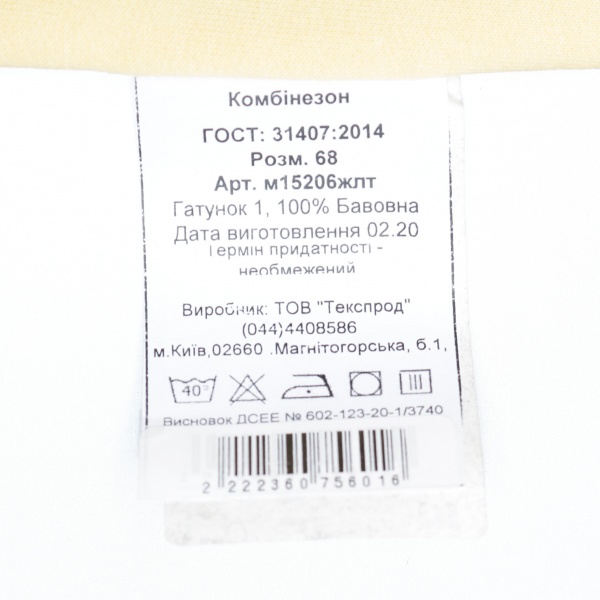 Комбінезон
ГОСТ: 31407:2014
Розм. 68
Арт. м15206жлт
Гатунок 1, 100% Бавовна
Дата виготовлення 02.20
Термін придатності -
необмежений
Виробник: ТОВ "Текспрод"
(044)4408586
м.Київ,02660 .Магнітогорська, б.1,
40°
Висновок ДСЕЕ № 602-123-20-1/3740
2 222360 756016